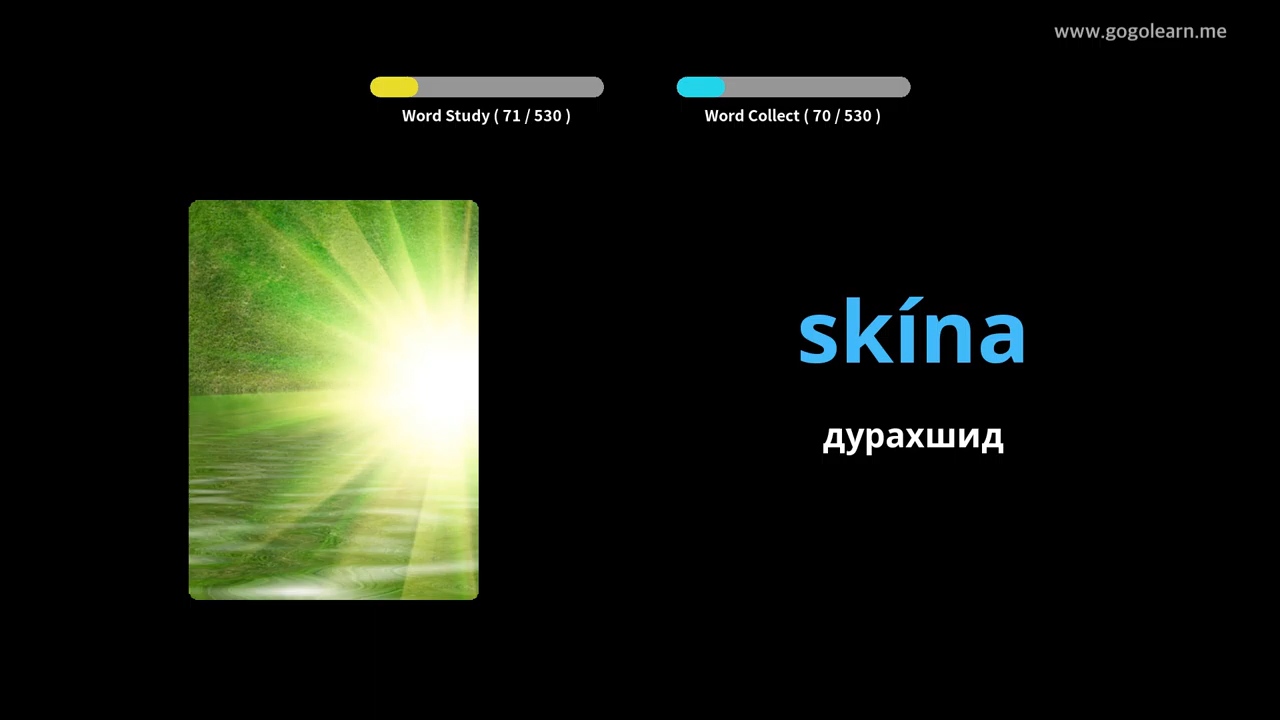 www.gogolearn.me
Word Study ( 71 / 530 )
Word Collect ( 70 / 530 )
skína
дурахшид